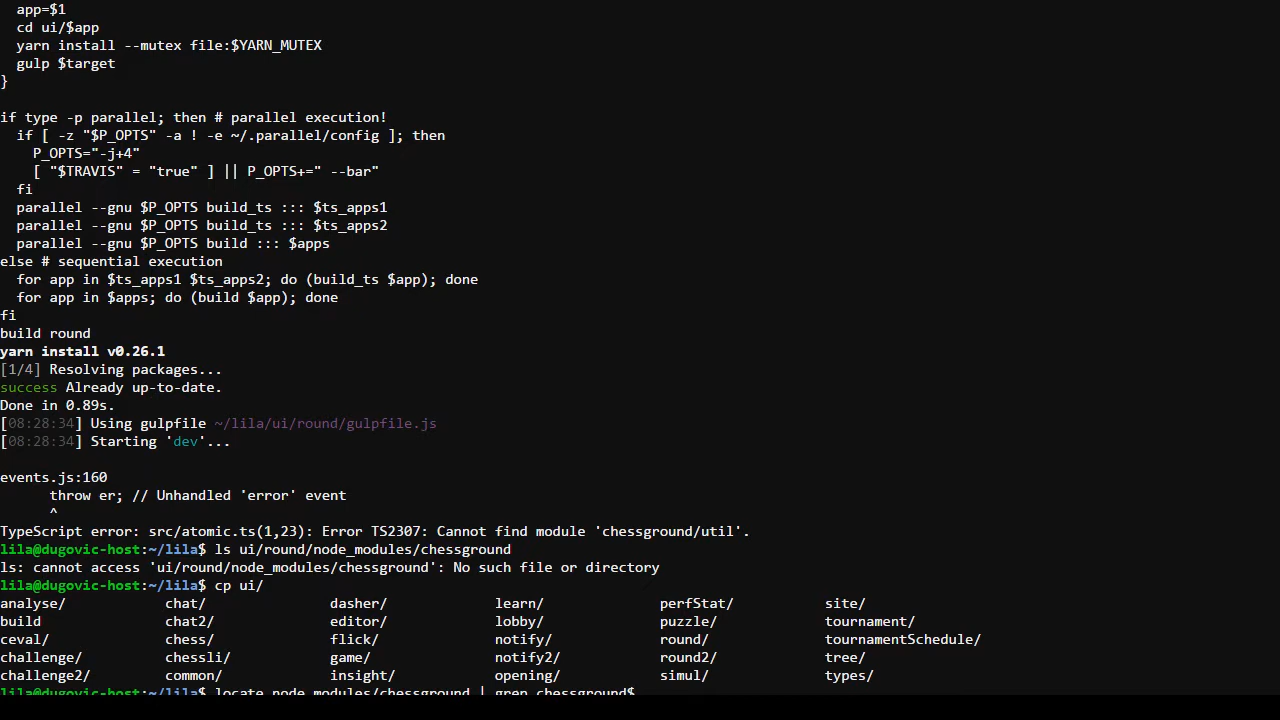 app=$1
  cd ui/$app
  yarn install --mutex file:$YARN_MUTEX
  gulp $target
}

if type -p parallel; then # parallel execution!
  if [ -z "$P_OPTS" -a ! -e ~/.parallel/config ]; then
    P_OPTS="-j+4"
    [ "$TRAVIS" = "true" ] || P_OPTS+=" --bar"
  fi
  parallel --gnu $P_OPTS build_ts ::: $ts_apps1
  parallel --gnu $P_OPTS build_ts ::: $ts_apps2
  parallel --gnu $P_OPTS build ::: $apps
else # sequential execution
  for app in $ts_apps1 $ts_apps2; do (build_ts $app); done
  for app in $apps; do (build $app); done
fi
build round
yarn install v0.26.1
[1/4] Resolving packages...
success Already up-to-date.
Done in 0.89s.
[08:28:34] Using gulpfile ~/lila/ui/round/gulpfile.js
[08:28:34] Starting 'dev'...

events.js:160
      throw er; // Unhandled 'error' event
      ^
TypeScript error: src/atomic.ts(1,23): Error TS2307: Cannot find module 'chessground/util'.
lila@dugovic-host:~/lila$ ls ui/round/node_modules/chessground
ls: cannot access 'ui/round/node_modules/chessground': No such file or directory
lila@dugovic-host:~/lila$ cp ui/
analyse/ chat/ dasher/ learn/ perfStat/ site/
build chat2/ editor/ lobby/ puzzle/ tournament/
ceval/ chess/ flick/ notify/ round/ tournamentSchedule/
challenge/ chessli/ game/ notify2/ round2/ tree/
challenge2/ common/ insight/ opening/ simul/ types/
lila@dugovic-host:~/lila$ locate node_modules/chessground | grep chessground$